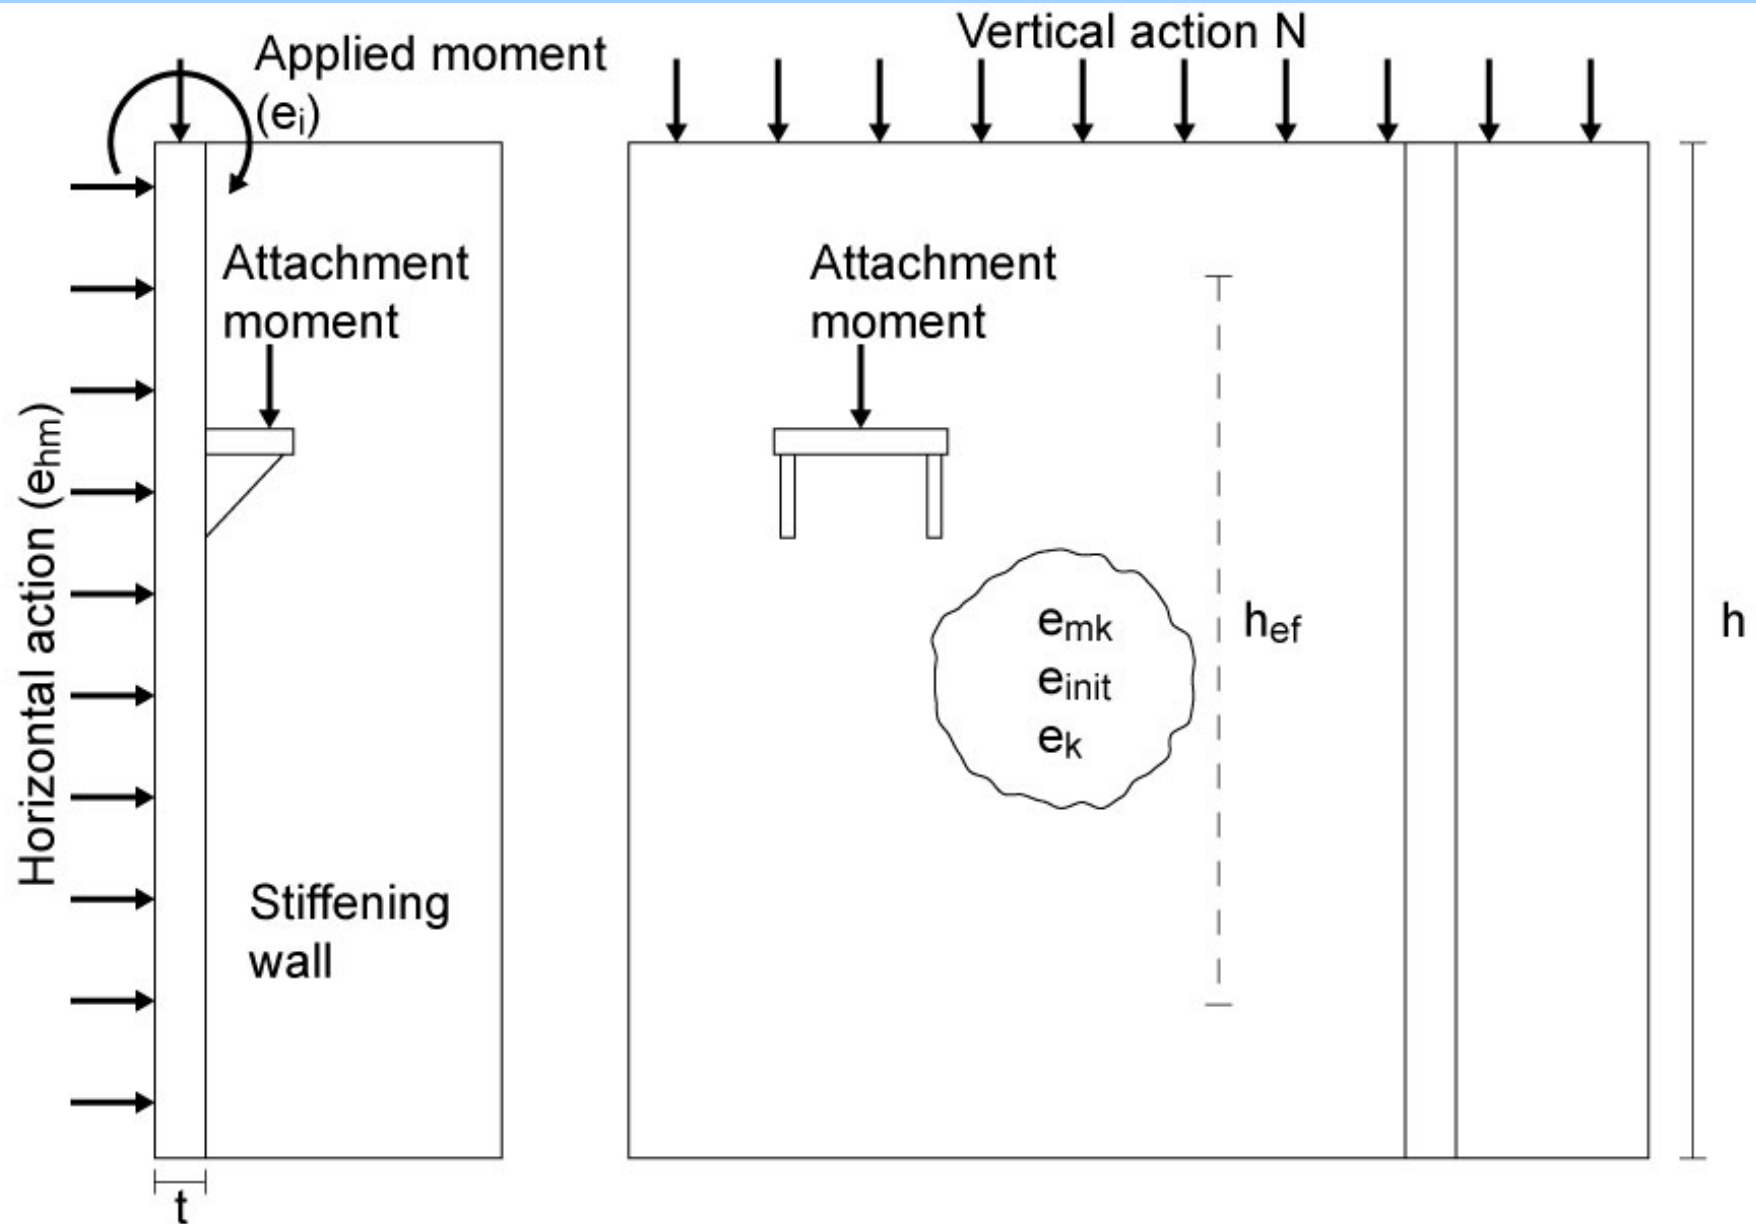 Applied moment
(ei)
Vertical action N
Attachment
moment
Attachment
moment
Horizontal action (ehm)
emk
einit
ek
hef
h
Stiffening
wall
t